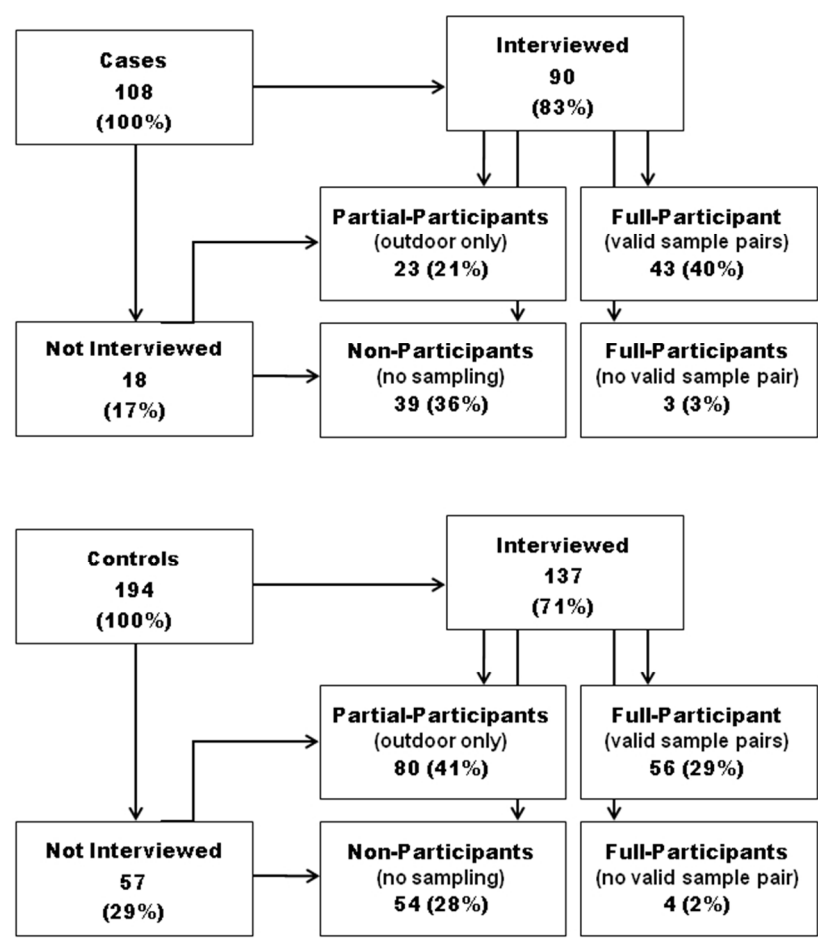 Cases
108
(100%)
Interviewed
90
(83%)
Partial-Participants
(outdoor only)
23 (21%)
Full-Participant
(valid sample pairs)
43 (40%)
Not Interviewed
18
(17%)
Non-Participants
(no sampling)
39 (36%)
Full-Participants
(no valid sample pair)
3 (3%)
Controls
194
(100%)
Interviewed
137
(71%)
Partial-Participants
(outdoor only)
80 (41%)
Full-Participant
(valid sample pairs)
56 (29%)
Not Interviewed
57
(29%)
Non-Participants
(no sampling)
54 (28%)
Full-Participants
(no valid sample pair)
4 (2%)